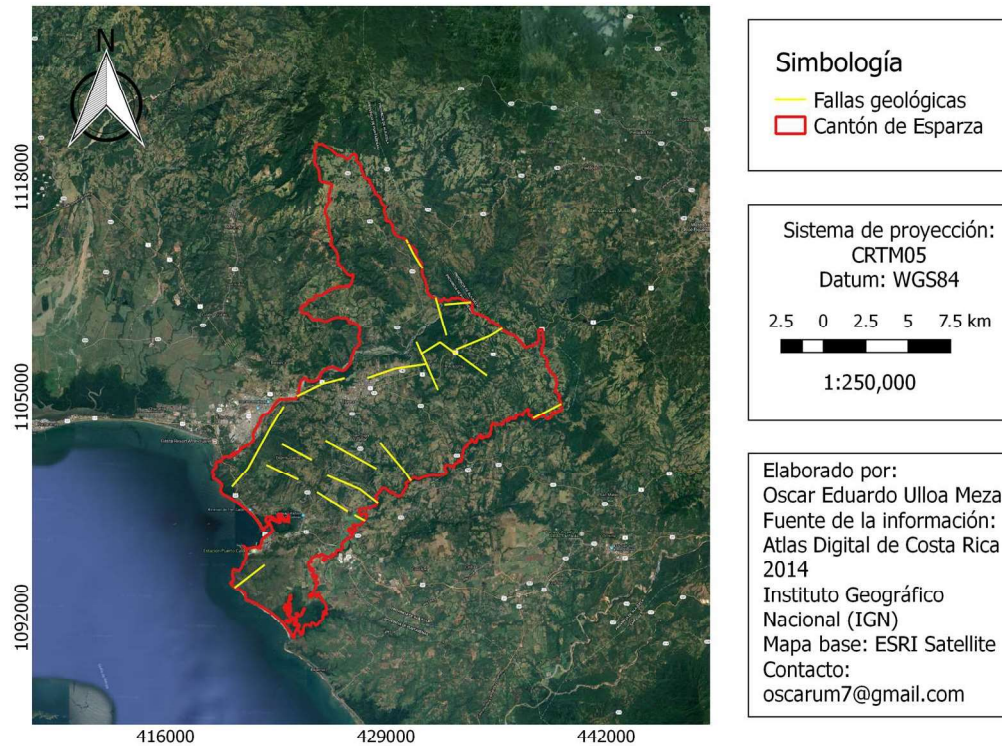 N
1118000
1105000
1092000
416000
429000
442000
Simbología
Fallas geológicas
Cantón de Esparza
Sistema de proyección:
CRTM05
Datum: WGS84
2.5 0 2.5 5 7.5 km
1:250,000
Elaborado por:
Oscar Eduardo Ulloa Meza
Fuente de la información:
Atlas Digital de Costa Rica
2014
Instituto Geográfico
Nacional (IGN)
Mapa base: ESRI Satellite
Contacto:
oscarum7@gmail.com